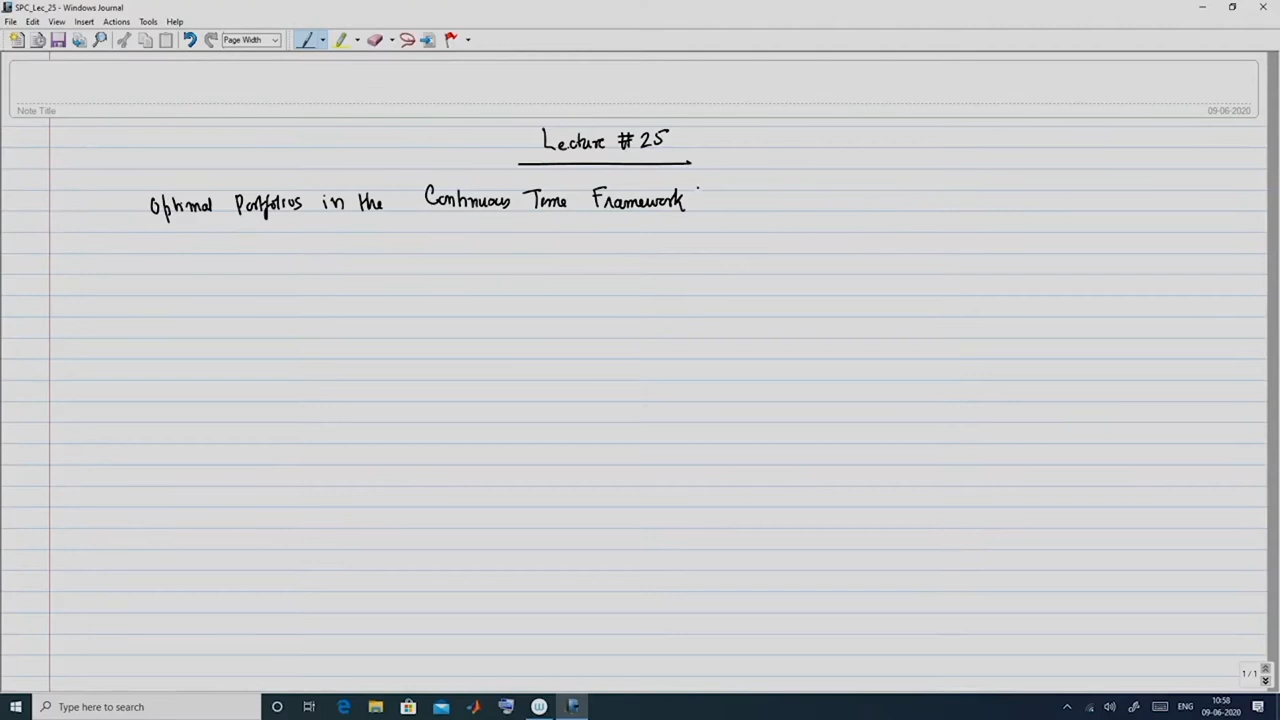 SPC_Lec_25 - Windows Journal
File Edit View Insert Actions Tools Help
Page Width
Note Title
09-06-2020
Lecture # 25
Optimal Portfolios in the Continuous Time Framework
1/1
Type here to search
ENG
10:58
09-06-2020